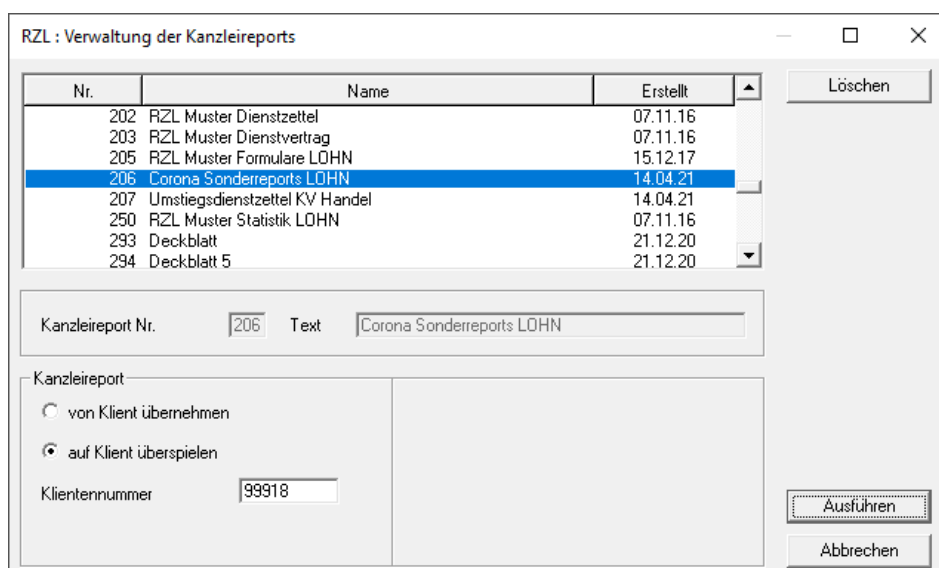 RZL : Verwaltung der Kanzleireports
Nr. Name Erstellt
202 RZL Muster Dienstzettel 07.11.16
203 RZL Muster Dienstvertrag 07.11.16
205 RZL Muster Formulare LOHN 15.12.17
206 Corona Sonderreports LOHN 14.04.21
207 Umstiegsdienstzettel KV Handel 14.04.21
250 RZL Muster Statistik LOHN 07.11.16
293 Deckblatt 21.12.20
294 Deckblatt 5 21.12.20
Löschen
Kanzleireport Nr. 206 Text Corona Sonderreports LOHN
Kanzleireport
von Klient übernehmen
auf Klient überspielen
Klientennummer 99918
Ausführen
Abbrechen